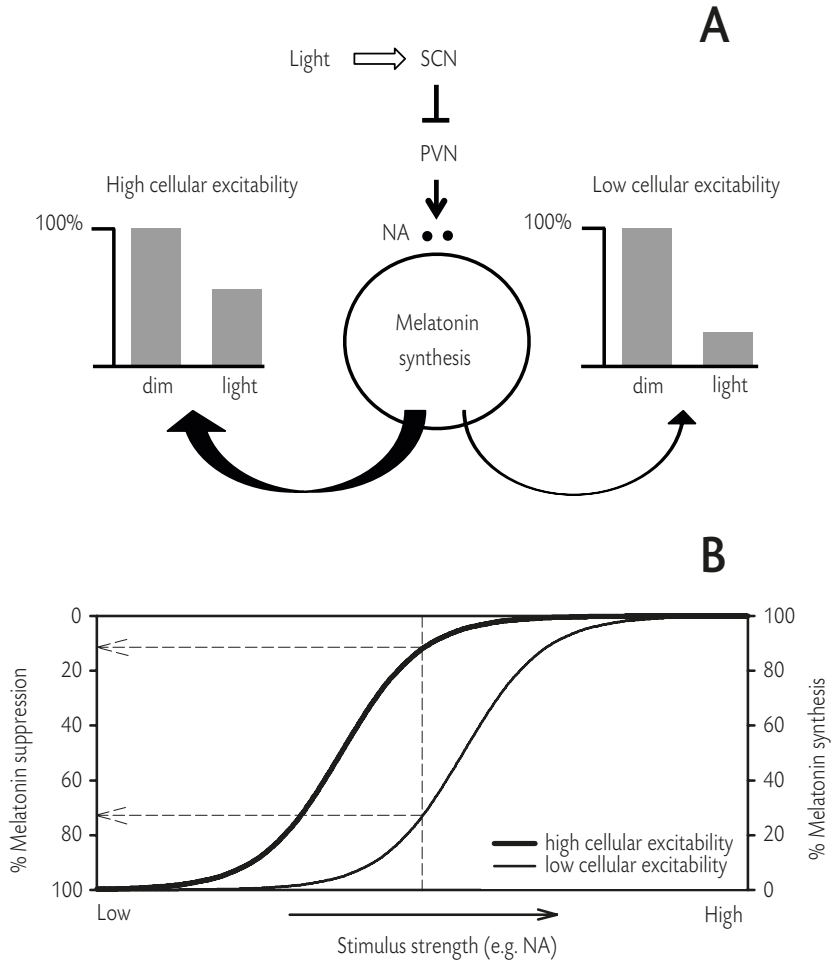 A
Light
SCN
PVN
High cellular excitability
Low cellular excitability
100%
NA
100%
Melatonin
synthesis
dim
light
dim
light
B
0
20
40
60
80
100
% Melatonin suppression
100
80
60
40
20
0
% Melatonin synthesis
high cellular excitability
low cellular excitability
Low
High
Stimulus strength (e.g. NA)